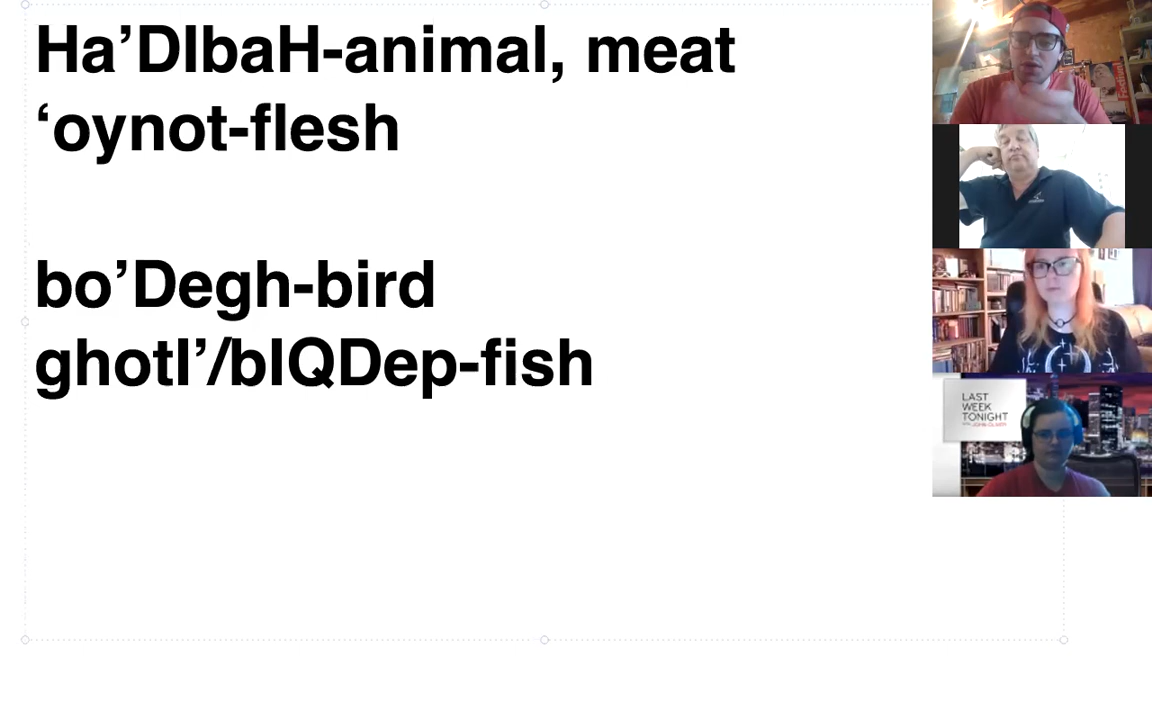 Ha’DIbaH-animal, meat
‘oynot-flesh
bo’Degh-bird
ghotI’/bIQDep-fish
LAST
WEEK
TONIGHT